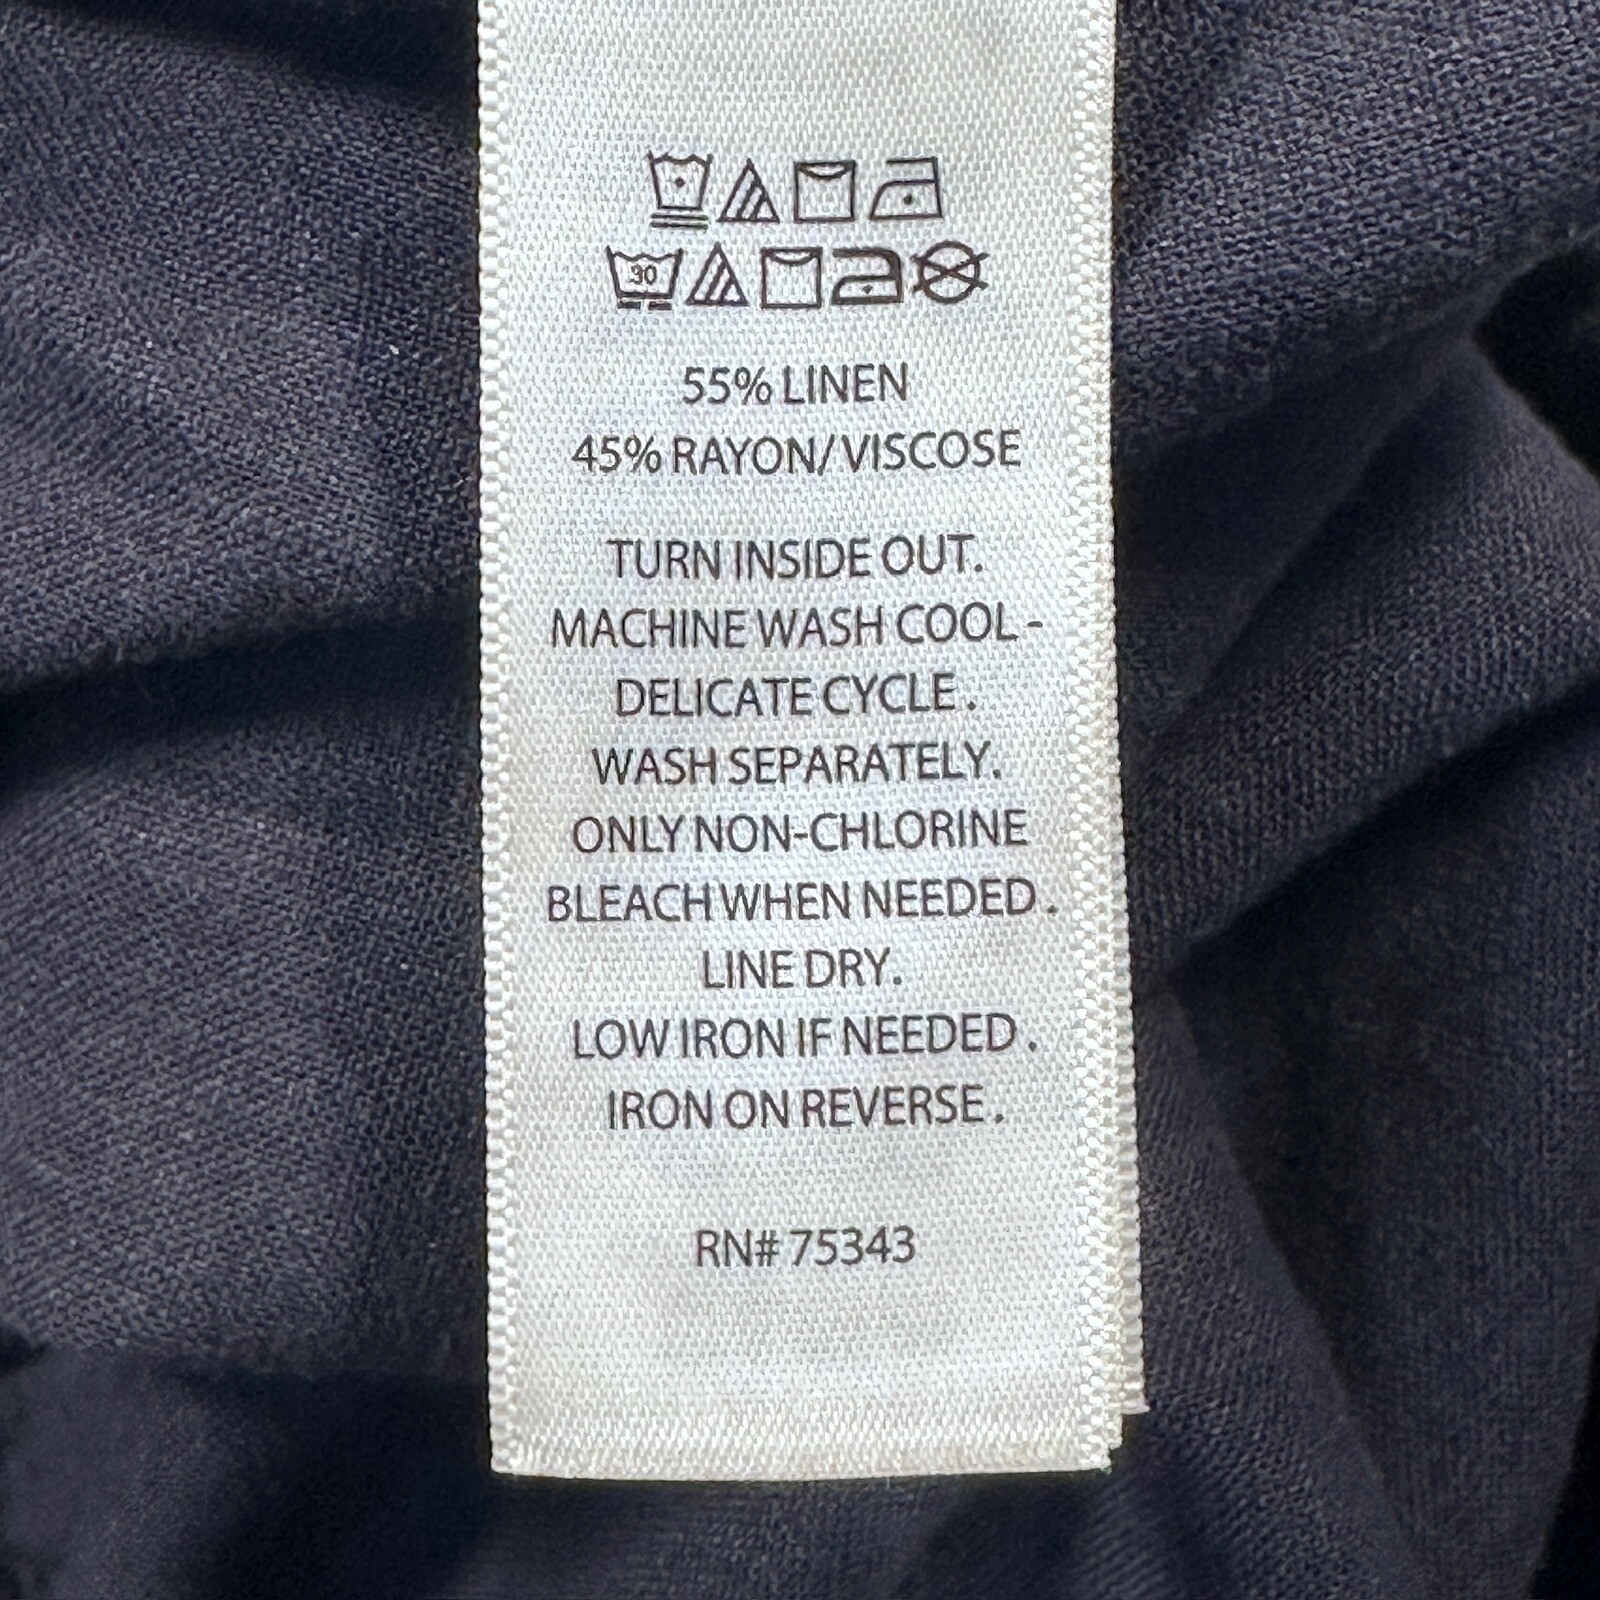 30
55% LINEN
45% RAYON/VISCOSE
TURN INSIDE OUT.
MACHINE WASH COOL-
DELICATE CYCLE.
WASH SEPARATELY.
ONLY NON-CHLORINE
BLEACH WHEN NEEDED.
LINE DRY.
LOW IRON IF NEEDED.
IRON ON REVERSE.
RN# 75343